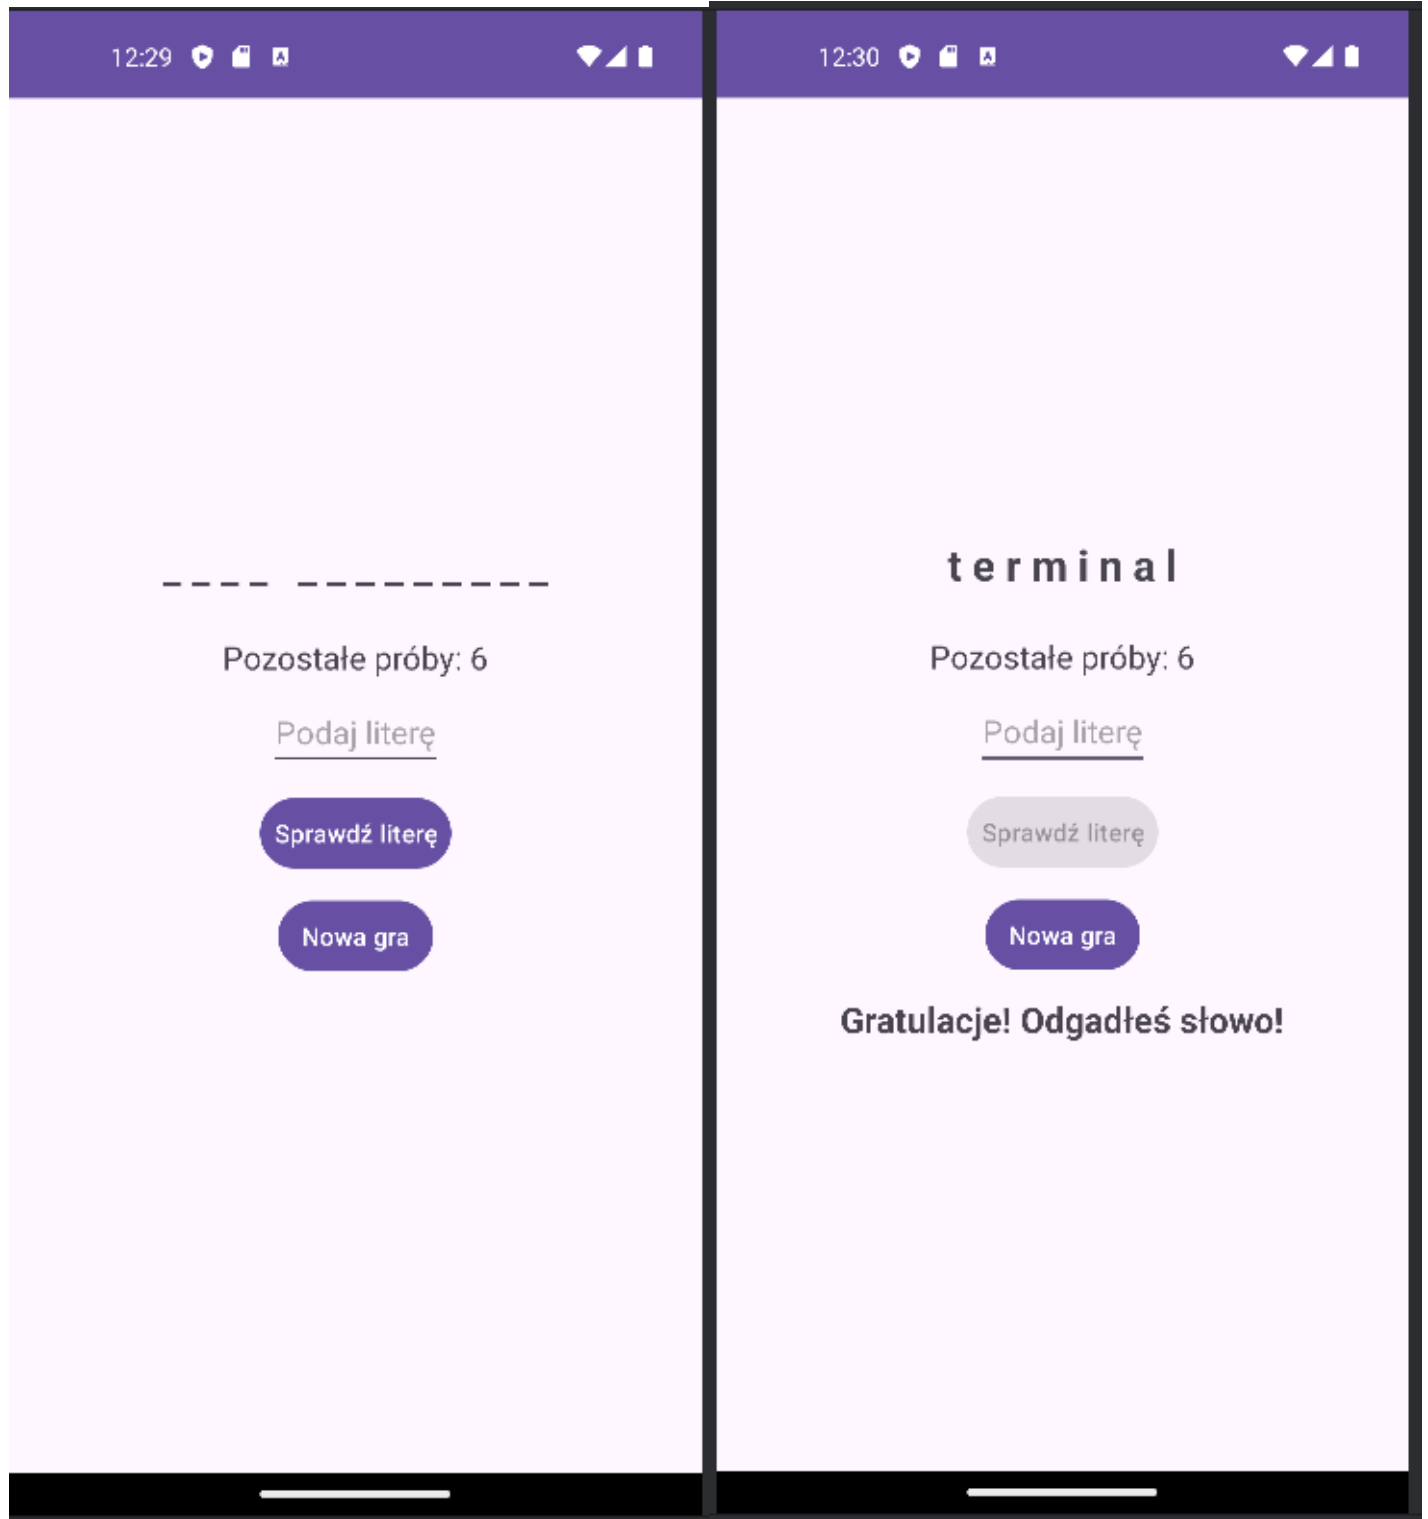 12:29
_ _ _ _  _ _ _ _ _ _ _ _ _
Pozostałe próby: 6
Podaj literę
Sprawdź literę
Nowa gra
12:30
t e r m i n a l
Pozostałe próby: 6
Podaj literę
Sprawdź literę
Nowa gra
Gratulacje! Odgadłeś słowo!